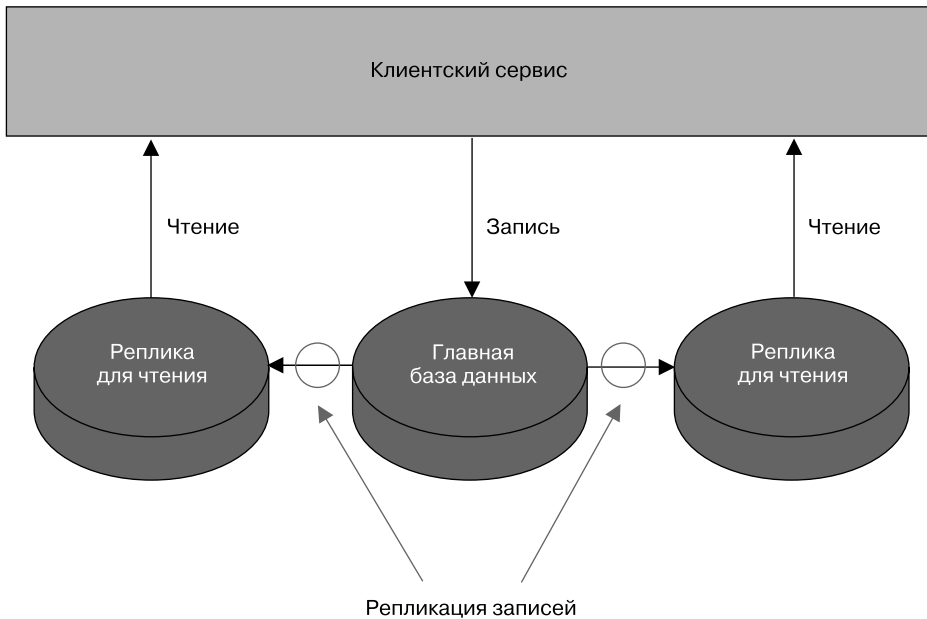 Клиентский сервис
Чтение
Запись
Чтение
Реплика
для чтения
Главная
база данных
Реплика
для чтения
Репликация записей